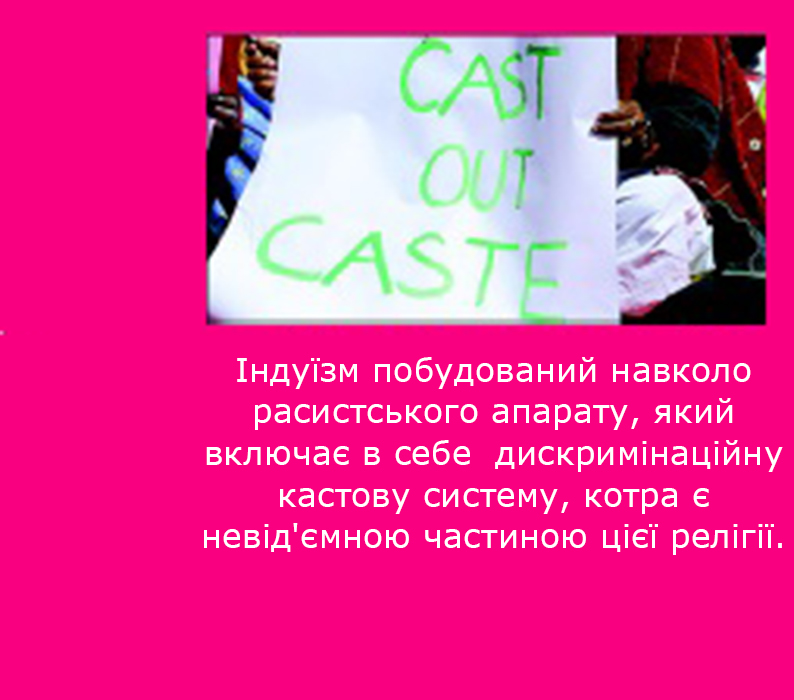 CAST
OUT
CASTE
Індуїзм побудований навколо
расистського апарату, який
включає в себе  дискримінаційну
кастову систему, котра є
невід'ємною частиною цієї релігії.